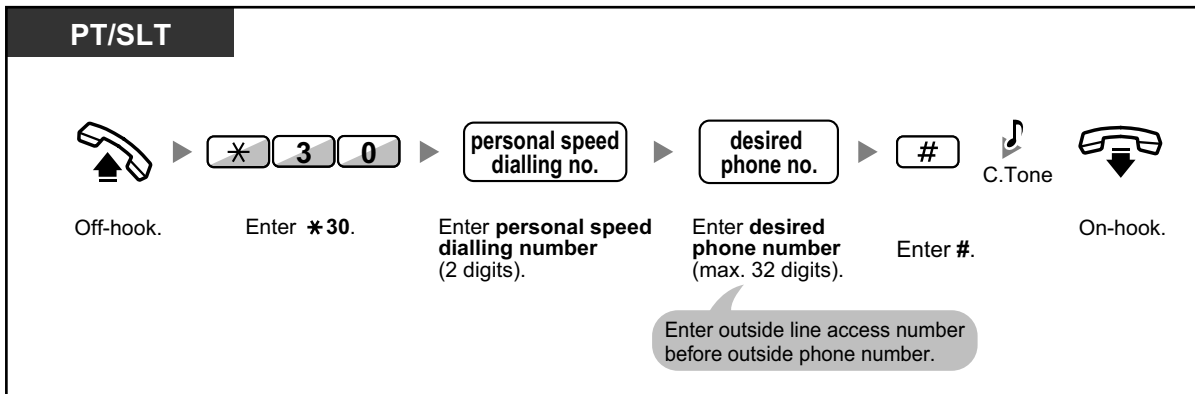 PT/SLT
* 3 0
personal speed
dialling no.
desired
phone no.
#
C.Tone
Off-hook.
Enter *30.
Enter personal speed
dialling number
(2 digits).
Enter desired
phone number
(max. 32 digits).
Enter #.
On-hook.
Enter outside line access number
before outside phone number.